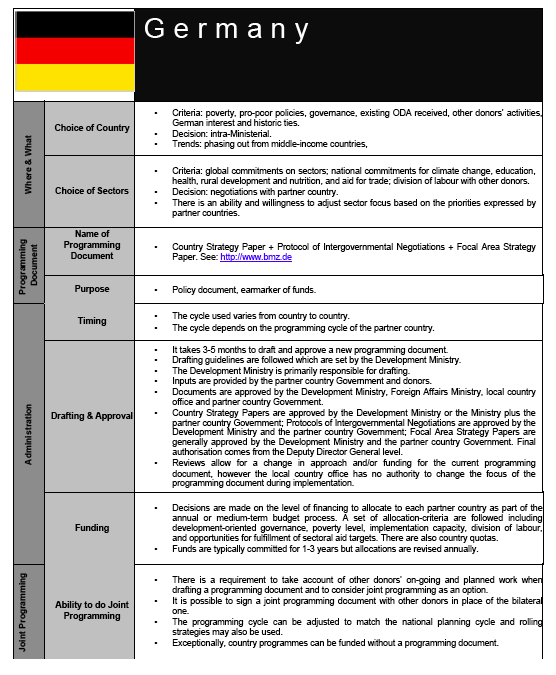 Germany
Where & What
Choice of Country
• Criteria: poverty, pro-poor policies, governance, existing ODA received, other donors' activities,
German interest and historic ties.
• Decision: intra-Ministerial.
• Trends: phasing out from middle-income countries,
Choice of Sectors
• Criteria: global commitments on sectors; national commitments for climate change, education,
health, rural development and nutrition, and aid for trade; division of labour with other donors.
• Decision: negotiations with partner country.
• There is an ability and willingness to adjust sector focus based on the priorities expressed by
partner countries.
Programming
Document
Name of
Programming
Document
• Country Strategy Paper + Protocol of Intergovernmental Negotiations + Focal Area Strategy
Paper. See: http://www.bmz.de
Purpose
• Policy document, earmarker of funds.
Administration
Timing
• The cycle used varies from country to country.
• The cycle depends on the programming cycle of the partner country.
Drafting & Approval
• It takes 3-5 months to draft and approve a new programming document.
• Drafting guidelines are followed which are set by the Development Ministry.
• The Development Ministry is primarily responsible for drafting.
• Inputs are provided by the partner country Government and donors.
• Documents are approved by the Development Ministry, Foreign Affairs Ministry, local country
office and partner country Government.
• Country Strategy Papers are approved by the Development Ministry or the Ministry plus the
partner country Government; Protocols of Intergovernmental Negotiations are approved by the
Development Ministry and the partner country Government; Focal Area Strategy Papers are
generally approved by the Development Ministry and the partner country Government. Final
authorisation comes from the Deputy Director General level.
• Reviews allow for a change in approach and/or funding for the current programming
document, however the local country office has no authority to change the focus of the
programming document during implementation.
Funding
• Decisions are made on the level of financing to allocate to each partner country as part of the
annual or medium-term budget process. A set of allocation-criteria are followed including
development-oriented governance, poverty level, implementation capacity, division of labour,
and opportunities for fulfillment of sectoral aid targets. There are also country quotas.
• Funds are typically committed for 1-3 years but allocations are revised annually.
Joint Programming
Ability to do Joint
Programming
• There is a requirement to take account of other donors' on-going and planned work when
drafting a programming document and to consider joint programming as an option.
• It is possible to sign a joint programming document with other donors in place of the bilateral
one.
• The programming cycle can be adjusted to match the national planning cycle and rolling
strategies may also be used.
• Exceptionally, country programmes can be funded without a programming document.